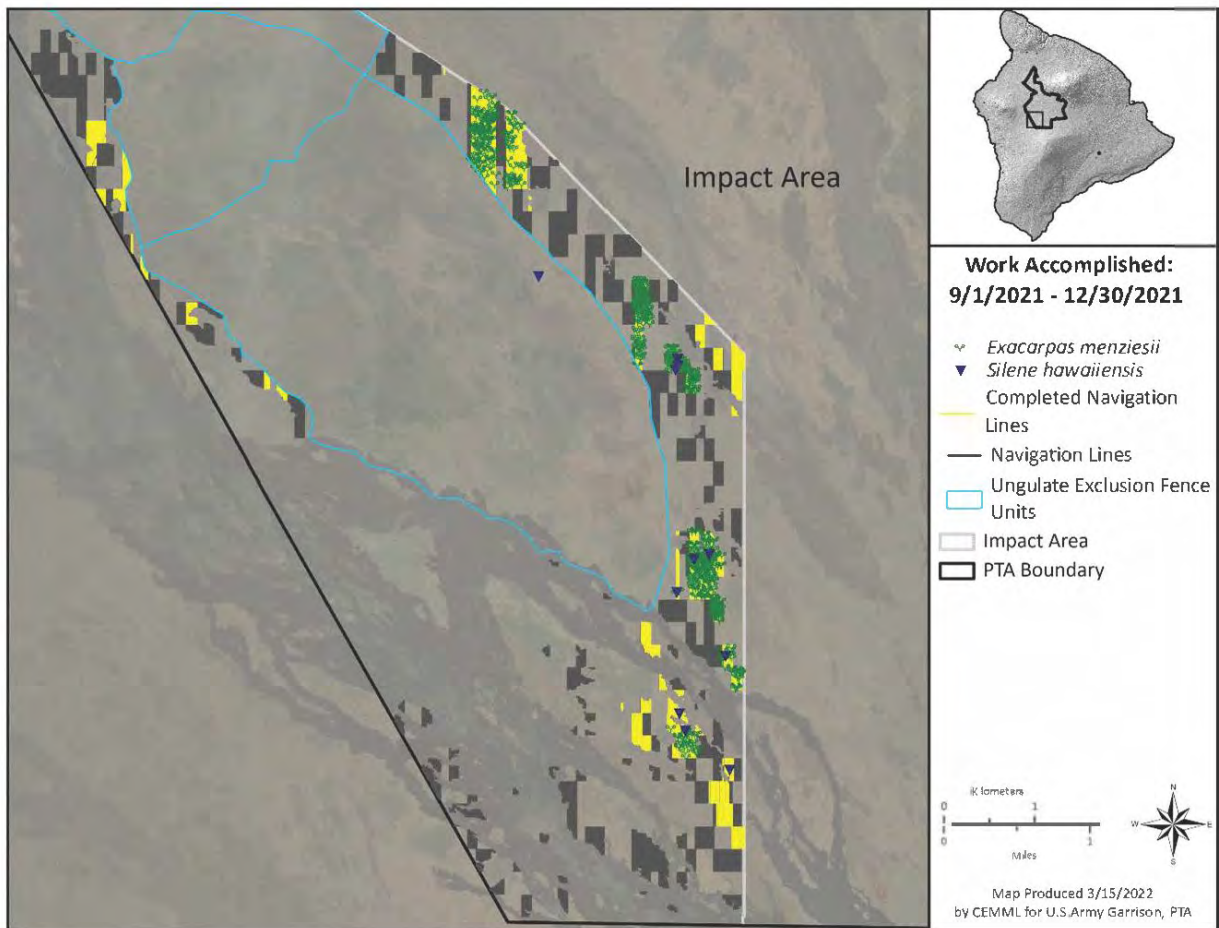 Impact Area
Work Accomplished:
9/1/2021 - 12/30/2021
Exacarpas menziesii
Silene hawaiiensis
Completed Navigation
Lines
Navigation Lines
Ungulate Exclusion Fence
Units
Impact Area
PTA Boundary
Kilometers
0 1
0 1
Miles
N
W E
S
Map Produced 3/15/2022
by CEMML for U.S.Army Garrison, PTA